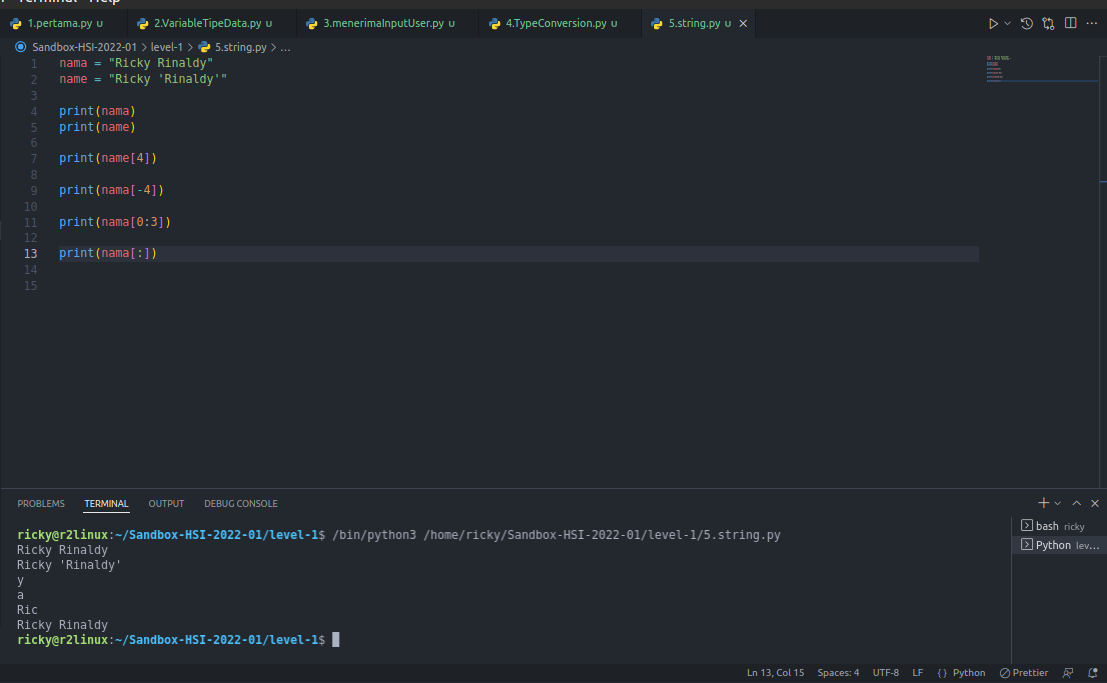 Terminal Help
1.pertama.py U 2.VariableTipeData.py U 3.menerimaInputUser.py U 4.TypeConversion.py U 5.string.py U
Sandbox-HSI-2022-01 > level-1 > 5.string.py > ...
1 nama = "Ricky Rinaldy"
2 name = "Ricky 'Rinaldy'"
3
4 print(nama)
5 print(name)
6
7 print(name[4])
8
9 print(nama[-4])
10
11 print(nama[0:3])
12
13 print(nama[:])
14
15
PROBLEMS TERMINAL OUTPUT DEBUG CONSOLE
ricky@r2linux:~/Sandbox-HSI-2022-01/level-1$ /bin/python3 /home/ricky/Sandbox-HSI-2022-01/level-1/5.string.py
Ricky Rinaldy
Ricky 'Rinaldy'
y
a
Ric
Ricky Rinaldy
ricky@r2linux:~/Sandbox-HSI-2022-01/level-1$
bash ricky
Python lev...
Ln 13, Col 15 Spaces: 4 UTF-8 LF {} Python Prettier